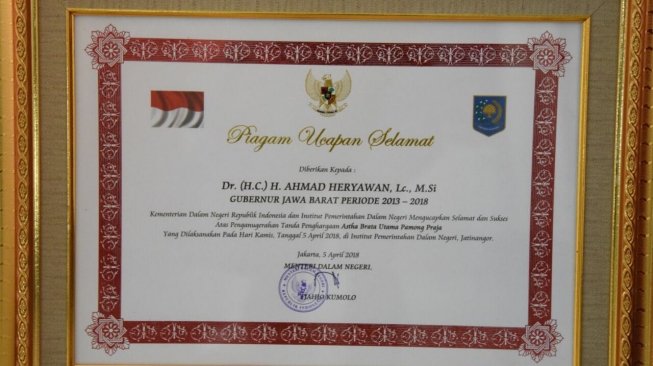 Piagam Ucapan Selamat
Diberikan Kepada :
Dr. (H.C.) H. AHMAD HERYAWAN, Lc., M.Si
GUBERNUR JAWA BARAT PERIODE 2013 – 2018
Kementerian Dalam Negeri Republik Indonesia dan Institut Pemerintahan Dalam Negeri Mengucapkan Selamat dan Sukses
Atas Penganugerahan Tanda Penghargaan Astha Brata Utama Pamong Praja
Yang Dilaksanakan Pada Hari Kamis, Tanggal 5 April 2018, di Institut Pemerintahan Dalam Negeri, Jatinangor.
Jakarta, 5 April 2018
MENTERI DALAM NEGERI,
TJAHJO KUMOLO